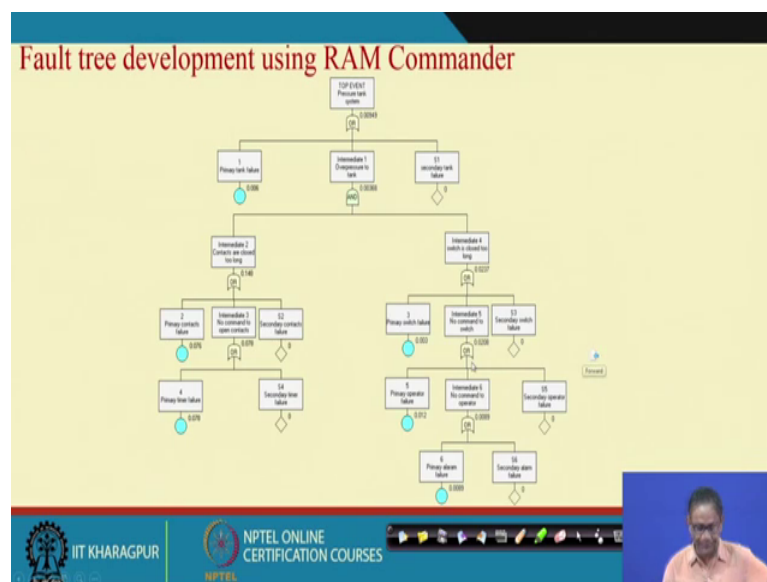 Fault tree development using RAM Commander
TOP EVENT
Pressure tank
system
OR
0.00949
1
Primary tank failure
0.006
Intermediate 1
Overpressure to
tank
AND
S1
secondary tank
failure
0
Intermediate 2
Contacts are closed
too long
0.148
OR
Intermediate 4
switch is closed too
long
0.0237
OR
2
Primary contacts
failure
0.076
Intermediate 3
No command to
open contacts
0.078
OR
S2
Secondary contacts
failure
0
3
Primary switch failure
0.003
Intermediate 5
No command to
switch
0.0208
OR
S3
Secondary switch
failure
0
4
Primary timer failure
0.078
S4
Secondary timer
failure
0
5
Primary operator
failure
0.012
Intermediate 6
No command to
operator
0.0089
OR
S5
Secondary operator
failure
0
6
Primary alaram
failure
0.0089
S6
Secondary alarm
failure
0
Forward
IIT KHARAGPUR
NPTEL ONLINE
CERTIFICATION COURSES
NPTEL